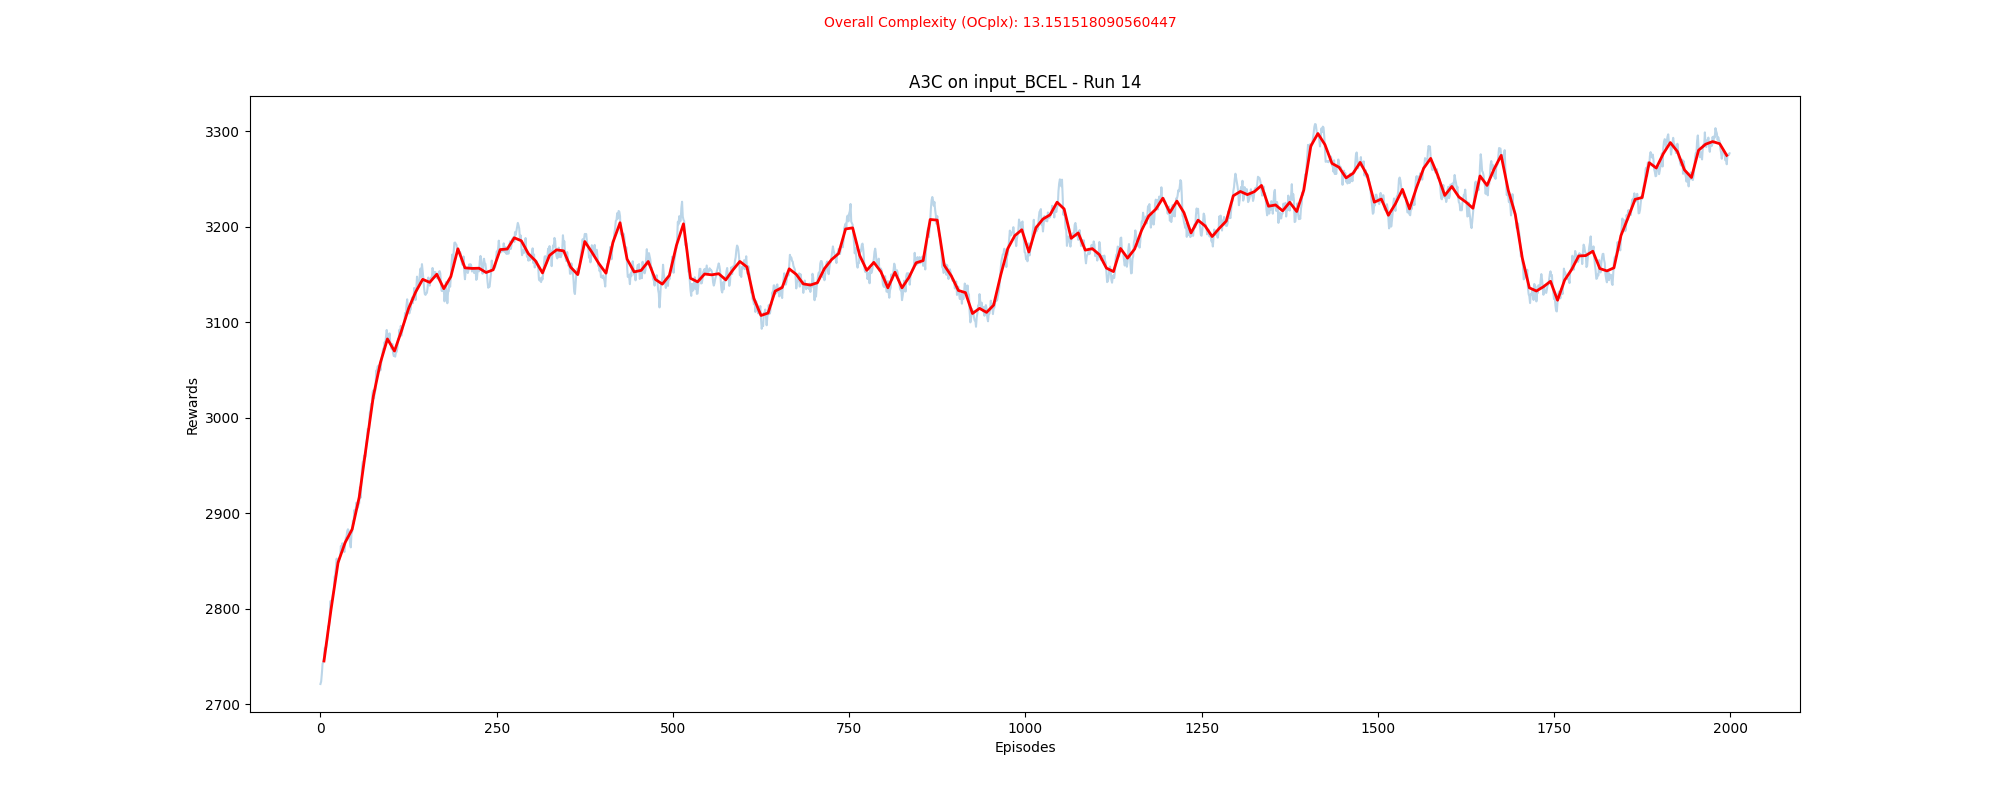 Overall Complexity (OCplx): 13.151518090560447
A3C on input_BCEL - Run 14
3300
3200
3100
3000
2900
2800
2700
Rewards
0 250 500 750 1000 1250 1500 1750 2000
Episodes